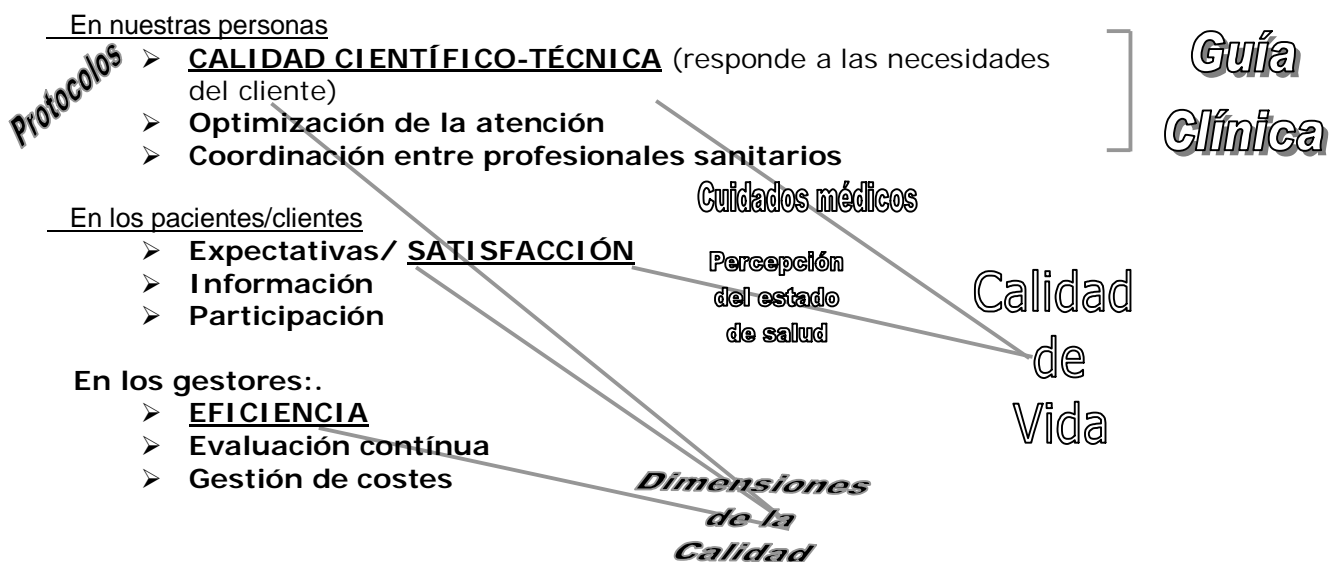 En nuestras personas
Protocolos
➢ CALIDAD CIENTÍFICO-TÉCNICA (responde a las necesidades
del cliente)
➢ Optimización de la atención
➢ Coordinación entre profesionales sanitarios
Guía
Clínica
Cuidados médicos
En los pacientes/clientes
➢ Expectativas/ SATISFACCIÓN
➢ Información
➢ Participación
Percepción
del estado
de salud
Calidad
de
Vida
En los gestores:.
➢ EFICIENCIA
➢ Evaluación contínua
➢ Gestión de costes
Dimensiones
de la
Calidad